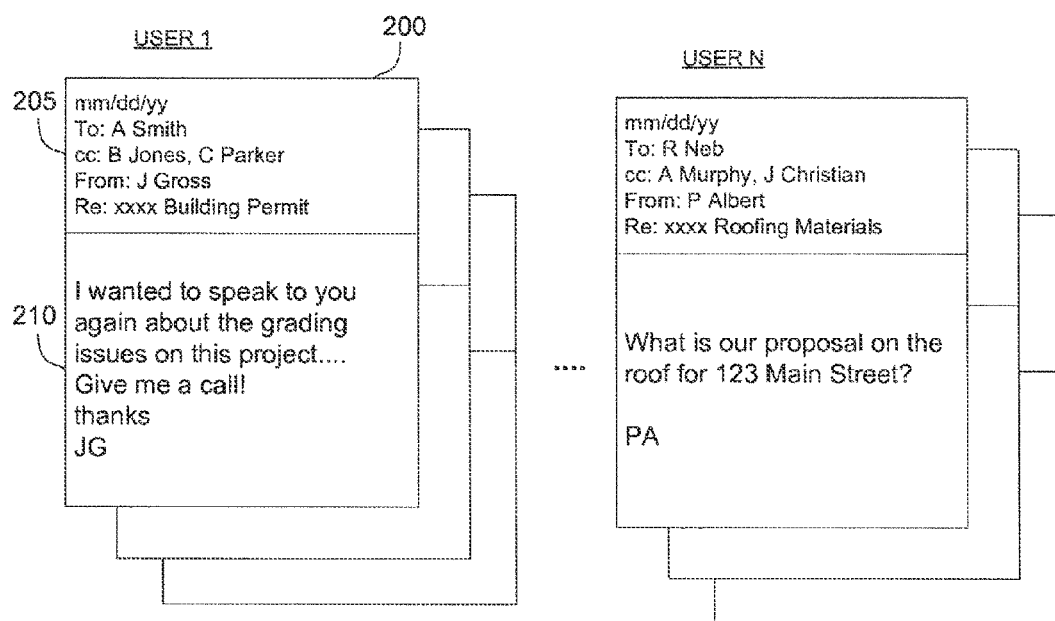 USER 1
200
205
mm/dd/yy
To: A Smith
cc: B Jones, C Parker
From: J Gross
Re: xxxx Building Permit
210
I wanted to speak to you
again about the grading
issues on this project....
Give me a call!
thanks
JG
....
USER N
mm/dd/yy
To: R Neb
cc: A Murphy, J Christian
From: P Albert
Re: xxxx Roofing Materials
What is our proposal on the
roof for 123 Main Street?
PA